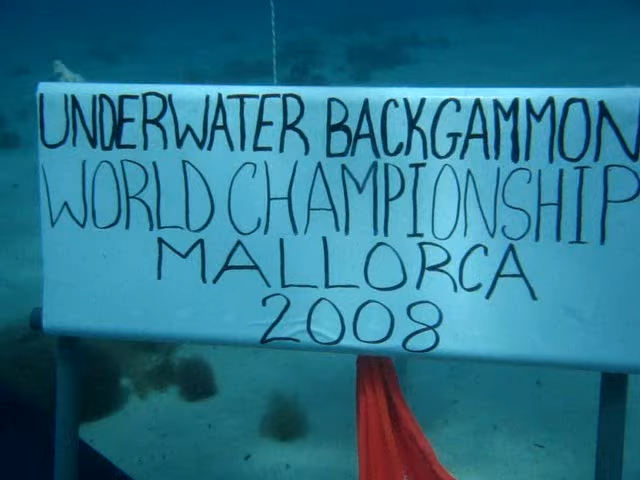 UNDERWATER BACKGAMMON
WORLD CHAMPIONSHIP
MALLORCA
2008